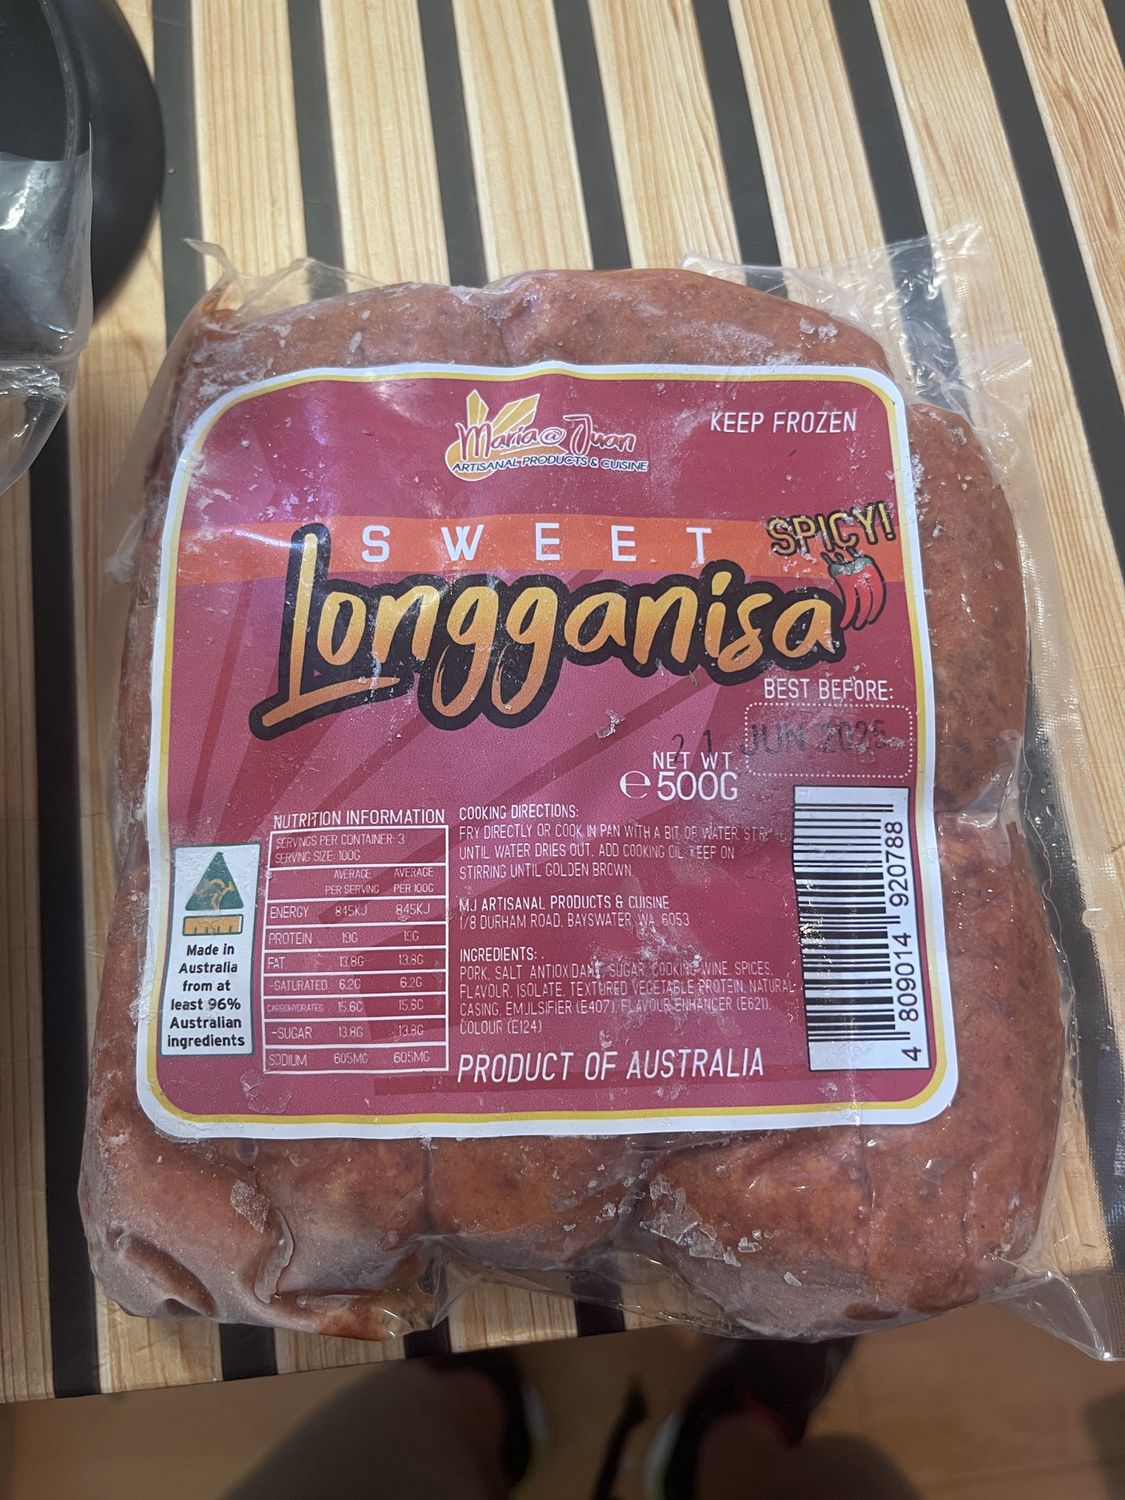 Maria @ Juan
ARTISANAL PRODUCTS & CUISINE
KEEP FROZEN
SWEET
SPICY!
Longganisa
BEST BEFORE:
21 JUN 2025
NET WT
e 500G
NUTRITION INFORMATION
SERVINGS PER CONTAINER: 3
SERVING SIZE: 100G
AVERAGE PER SERVING AVERAGE PER 100G
ENERGY 845KJ 845KJ
PROTEIN
FAT 13.8G 13.8G
-SATURATED 6.2G 6.2G
CARBOHYDRATES 15.6G 15.6G
-SUGAR 13.8G 13.8G
SODIUM 605MG 605MG
COOKING DIRECTIONS:
FRY DIRECTLY OR COOK IN PAN WITH A BIT OF WATER. STIR
UNTIL WATER DRIES OUT. ADD COOKING OIL. KEEP ON
STIRRING UNTIL GOLDEN BROWN.
MJ ARTISANAL PRODUCTS & CUISINE
1/8 DURHAM ROAD, BAYSWATER, WA, 6053
INGREDIENTS:
PORK, SALT, ANTIOXIDANT, SUGAR, COOKING WINE, SPICES,
FLAVOUR, ISOLATE, TEXTURED VEGETABLE PROTEIN, NATURAL
CASING, EMULSIFIER (E407), FLAVOUR ENHANCER (E621),
COLOUR (E124)
PRODUCT OF AUSTRALIA
Made in
Australia
from at
least 96%
Australian
ingredients
4 809014 920788